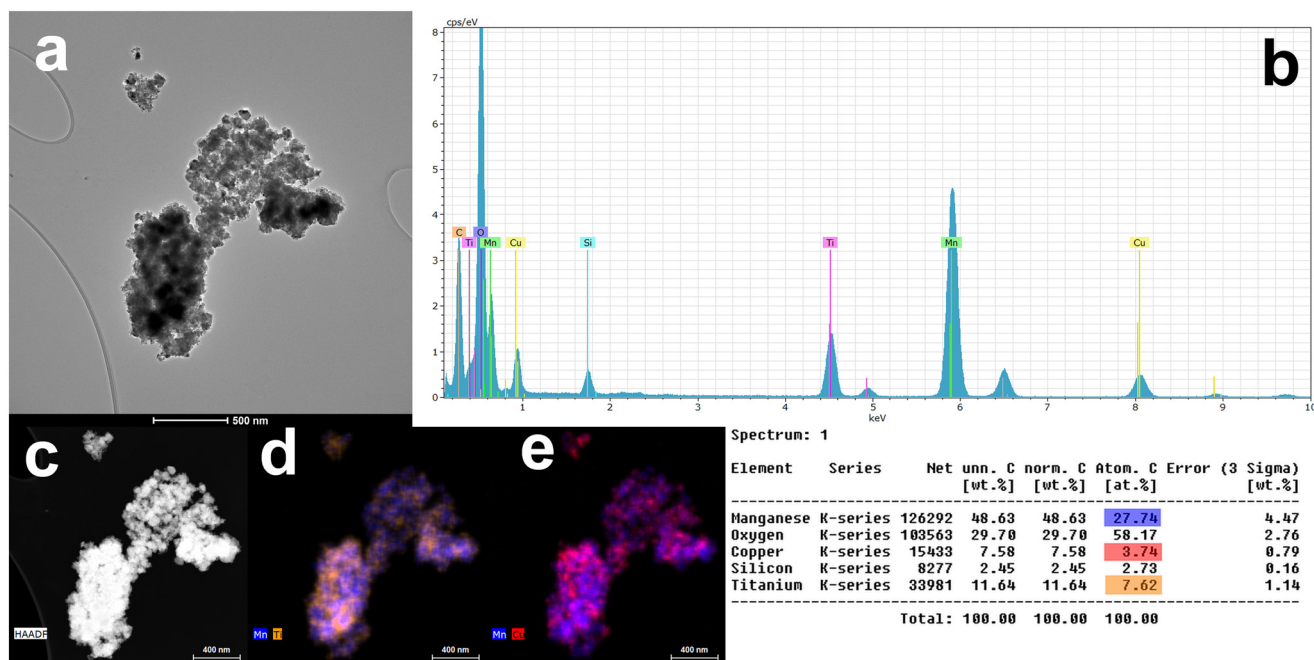 a
500 nm
cps/eV
b
8
7
6
5
4
3
2
1
0
C Ti O Mn Cu Si Ti Mn Cu
1 2 3 4 5 6 7 8 9 10
keV
c
HAADF
400 nm
d
Mn Ti
400 nm
e
Mn Cu
400 nm
Spectrum: 1
Element Series Net unn. C norm. C Atom. C Error (3 Sigma)
[wt.%] [wt.%] [at.%] [wt.%]
Manganese K-series 126292 48.63 48.63 27.74 4.47
Oxygen K-series 103563 29.70 29.70 58.17 2.76
Copper K-series 15433 7.58 7.58 3.74 0.79
Silicon K-series 8277 2.45 2.45 2.73 0.16
Titanium K-series 33981 11.64 11.64 7.62 1.14
Total: 100.00 100.00 100.00